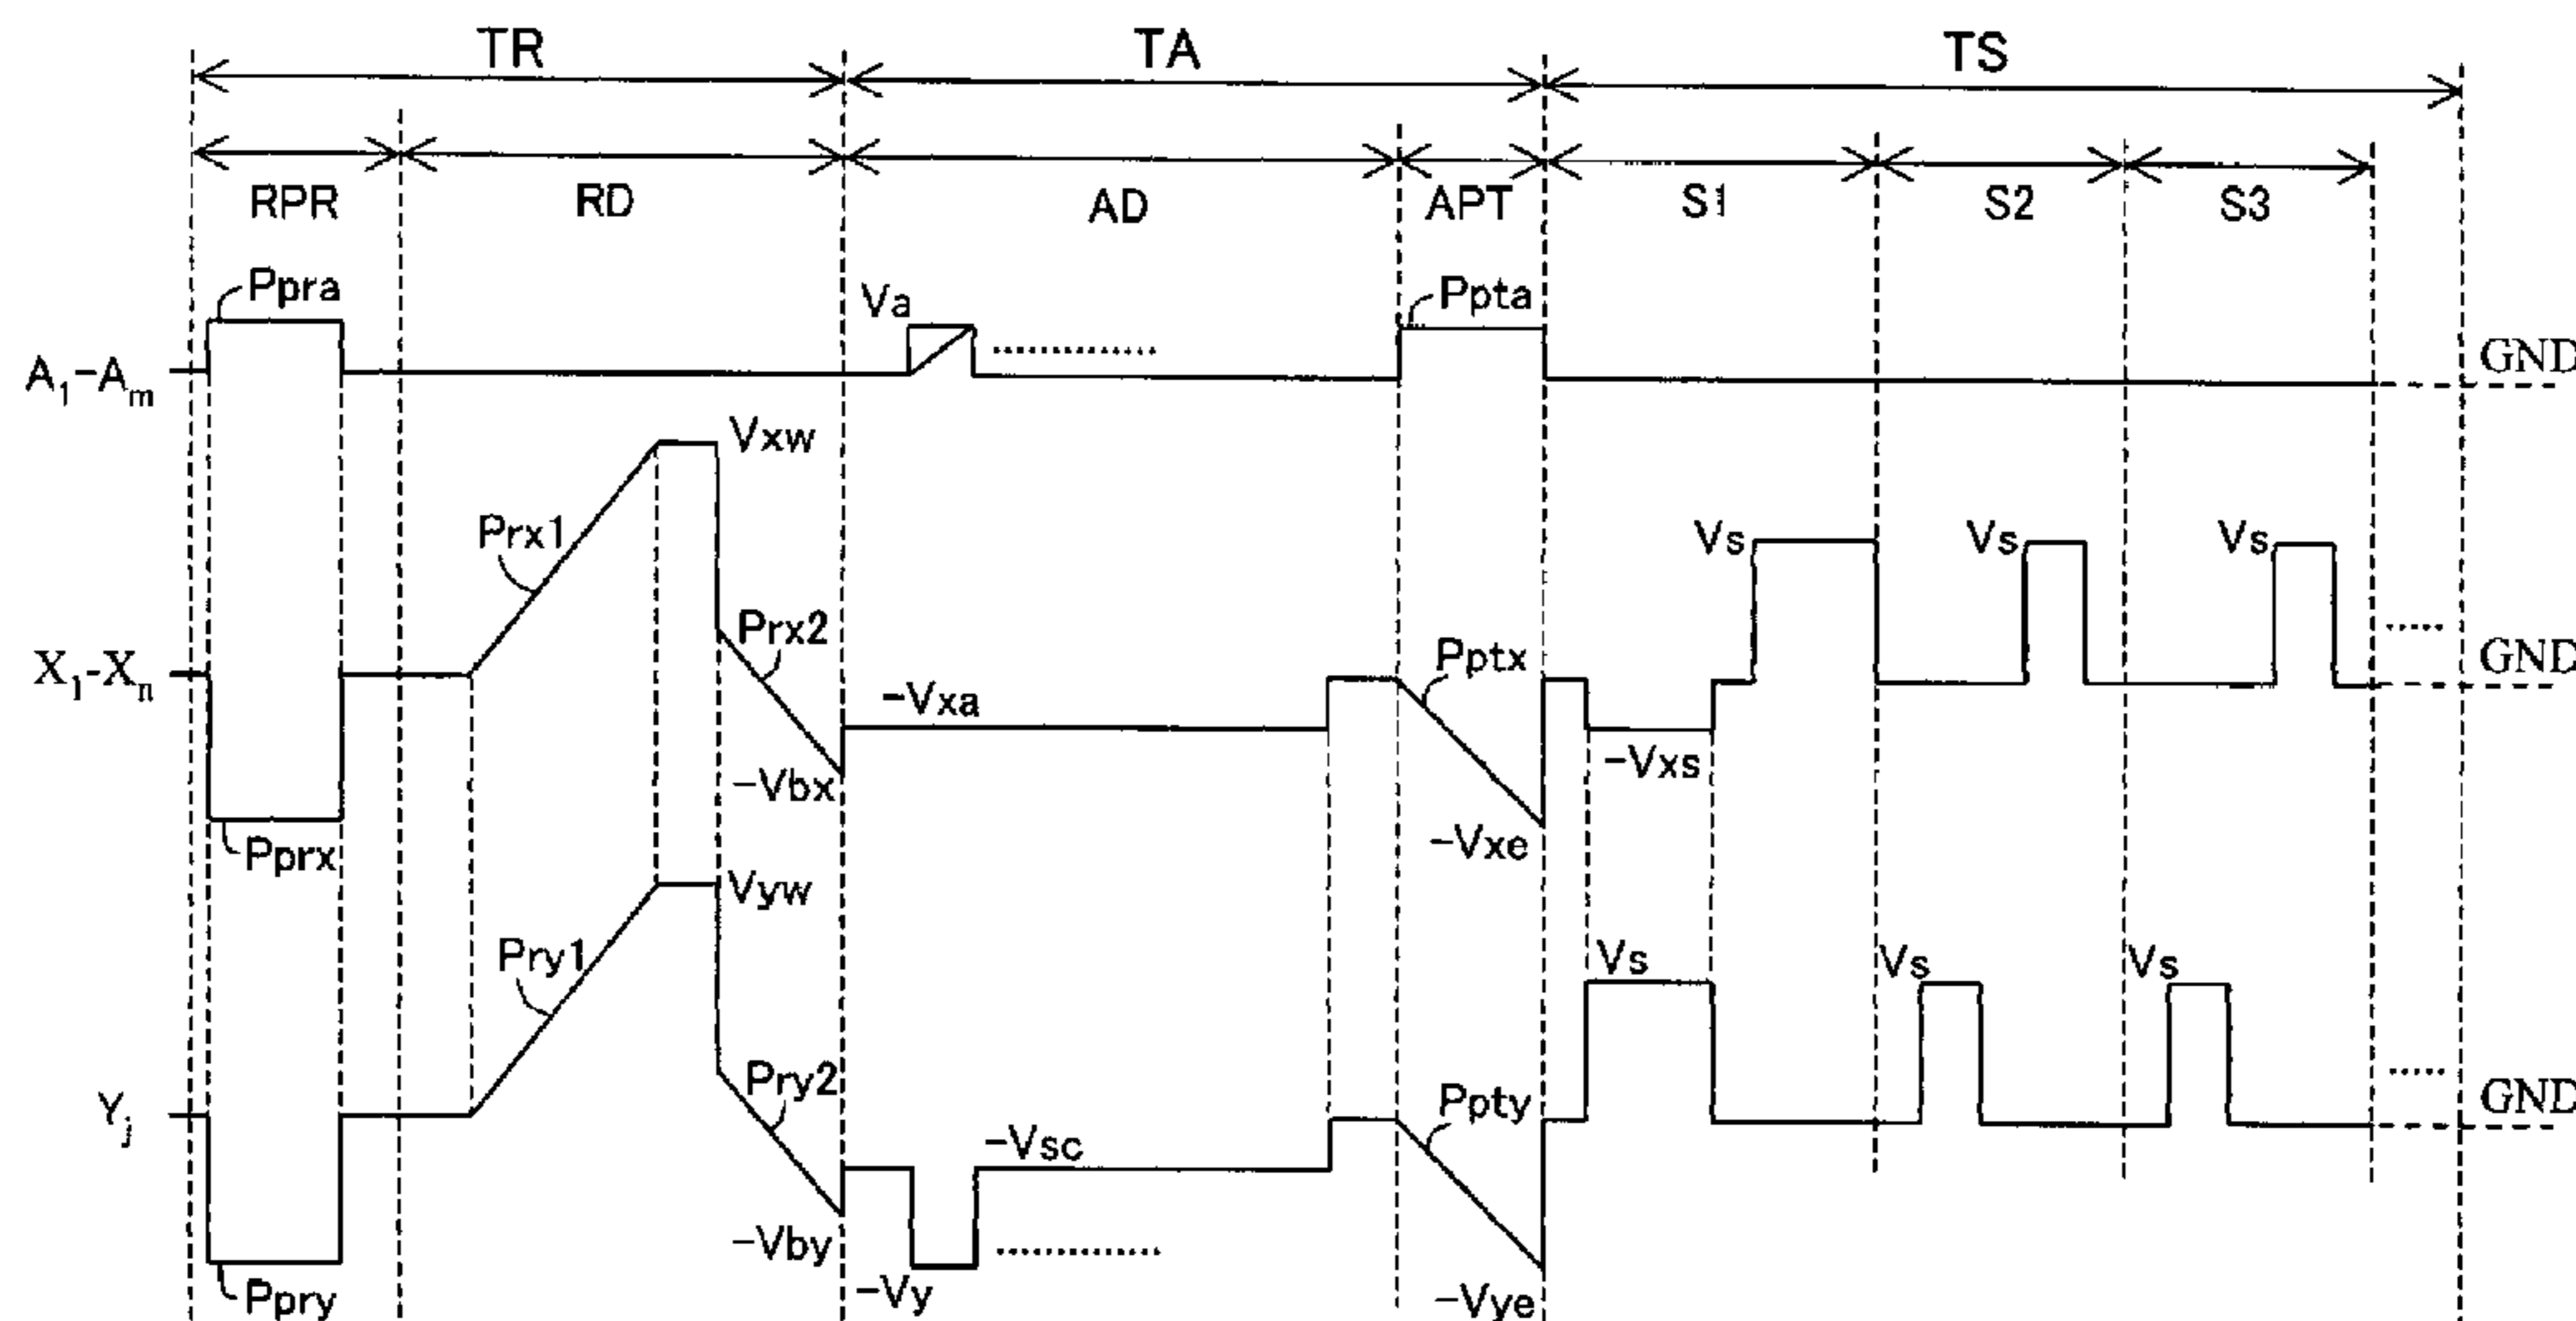 TR TA TS
RPR RD AD APT S1 S2 S3
Ppra Va Ppta
A₁-Aₘ GND
Vxw
Prx1 Vs Vs Vs
Prx2 Pptx
X₁-Xₙ -Vxa GND
-Vbx -Vxs
Pprx -Vxe
Vyw
Pry1 Vs Vs Vs
Pry2 Ppty
Yⱼ -Vsc GND
-Vby
Ppry -Vy -Vye